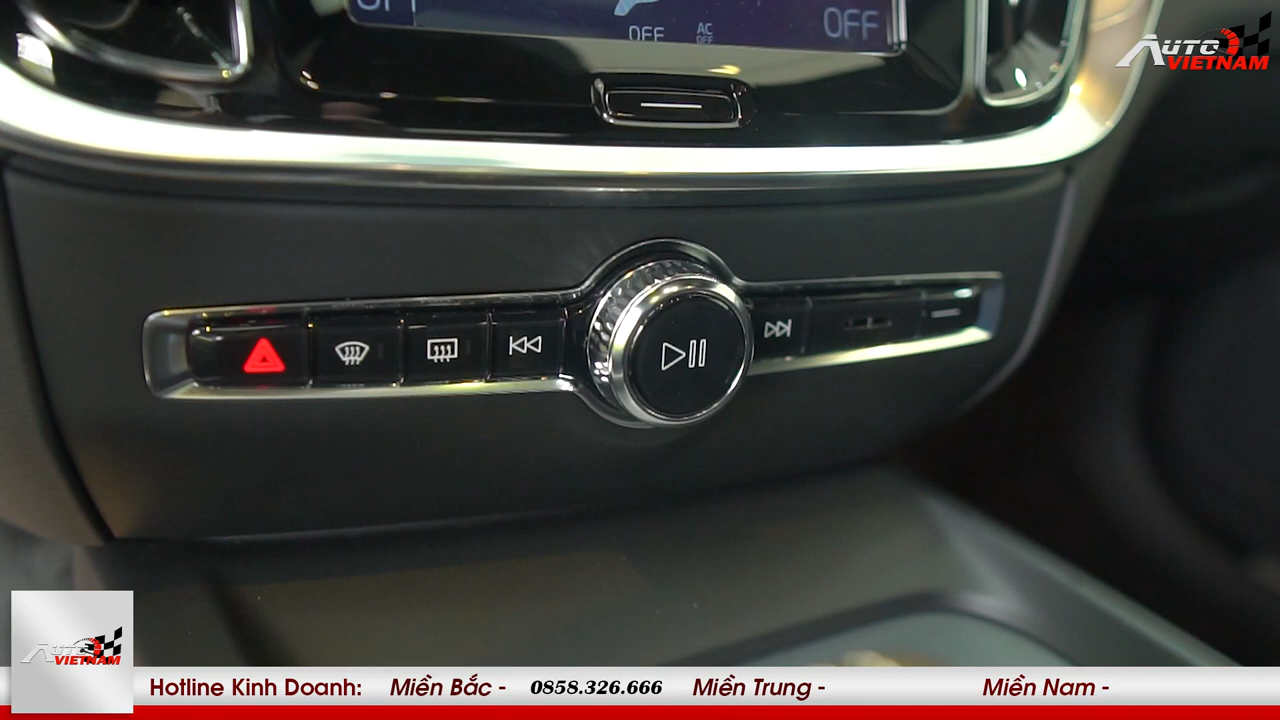 OFF
AC
OFF
OFF
AUTO
VIETNAM
AUTO
VIETNAM
Hotline Kinh Doanh: Miền Bắc - 0858.326.666 Miền Trung - Miền Nam -